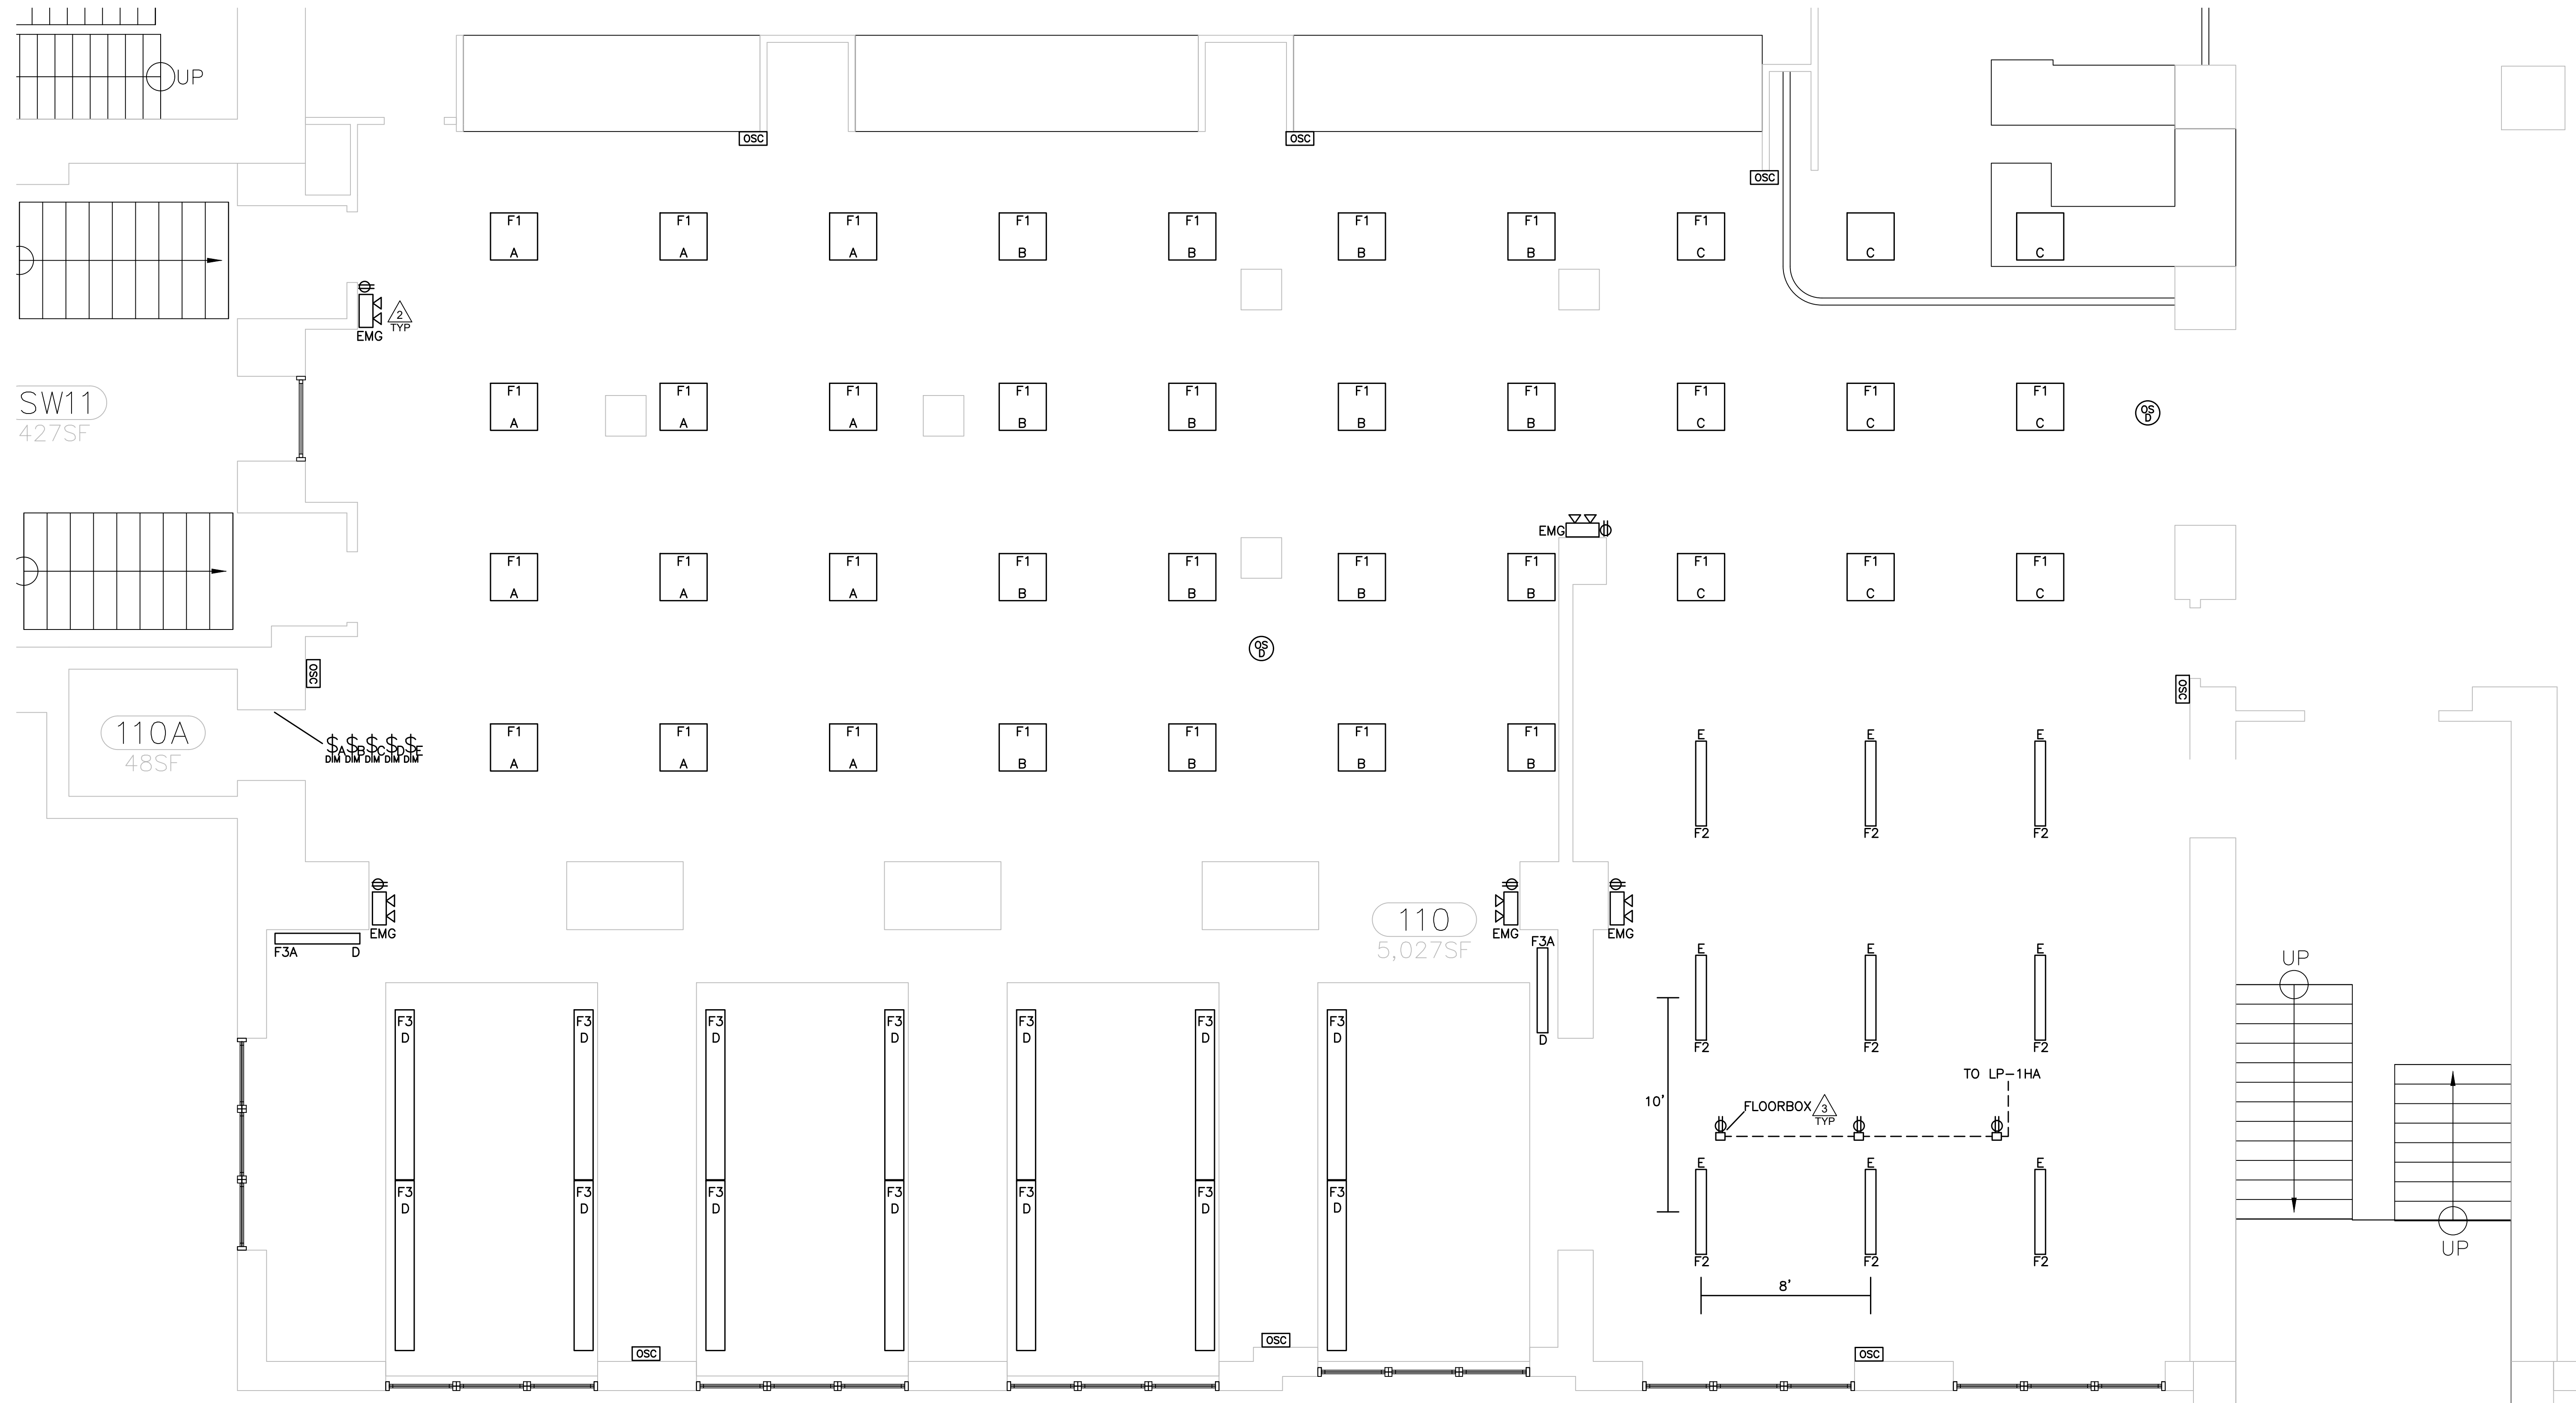 UP
OSC
OSC
OSC
F1 F1 F1 F1 F1 F1 F1 F1
A A A B B B B C C C
2
TYP
EMG
F1 F1 F1 F1 F1 F1 F1 F1 F1 F1
A A A B B B B C C C
SW11
427SF
OS
D
EMG
F1 F1 F1 F1 F1 F1 F1 F1 F1 F1
A A A B B B B C C C
OS
D
OSC
OSC
110A
48SF
$A $B $C $D $E
DIM DIM DIM DIM DIM
F1 F1 F1 F1 F1 F1 F1
A A A B B B B
E E E
F2 F2 F2
EMG
110
5,027SF
EMG
EMG
F3A D
F3A
D
E E E
F2 F2 F2
UP
F3 F3 F3 F3 F3 F3 F3
D D D D D D D
10'
TO LP-1HA
FLOORBOX
3
TYP
F3 F3 F3 F3 F3 F3 F3
D D D D D D D
E E E
F2 F2 F2
UP
8'
OSC
OSC
OSC